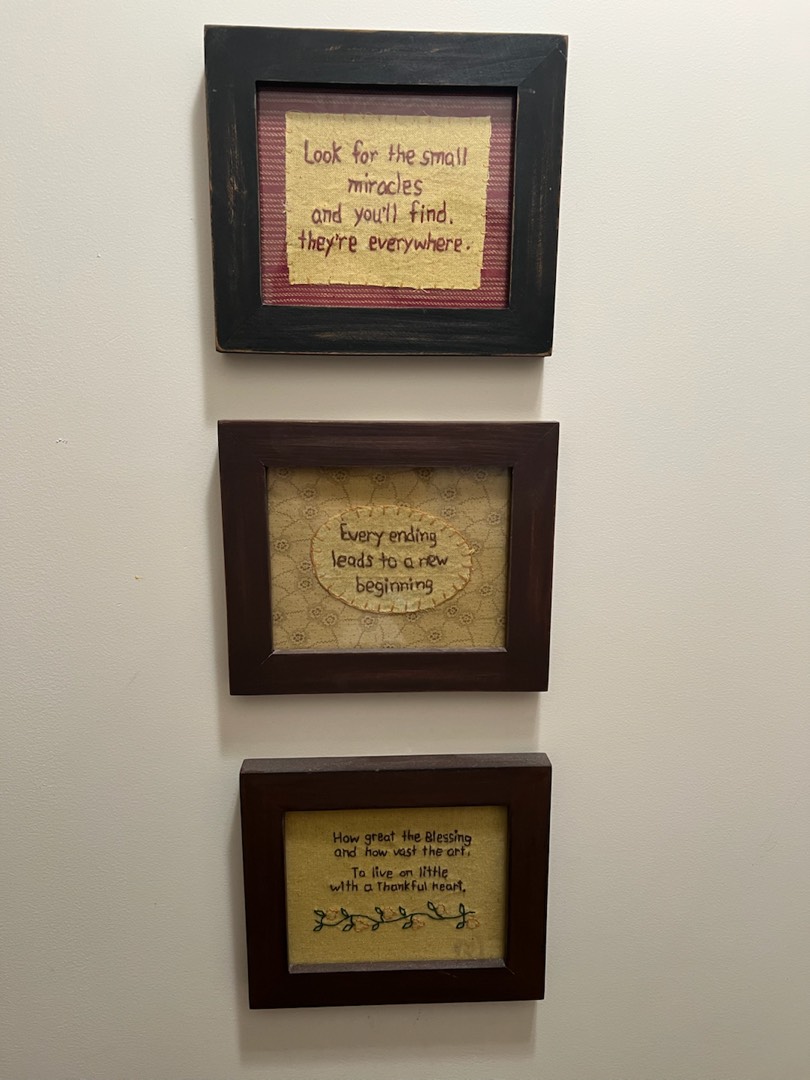 Look for the small
miracles
and you'll find.
they're everywhere.
Every ending
leads to a new
beginning
How great the Blessing
and how vast the art.
To live on little
with a Thankful heart.